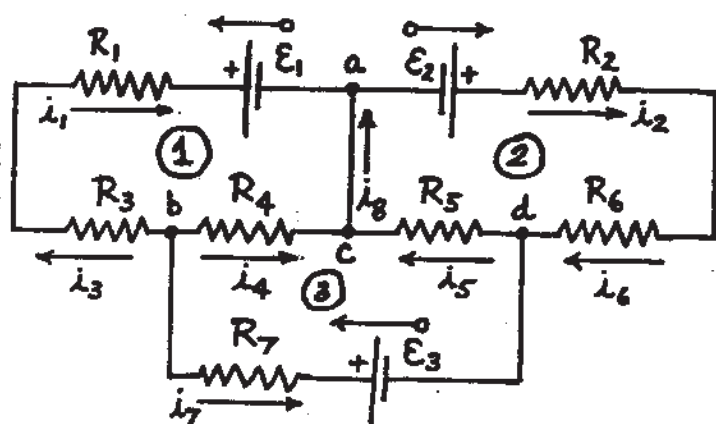 R₁ + ε₁ a ε₂ + R₂
i₁ i₂
① ②
i₈
R₃ b R₄ R₅ d R₆
c
i₃ i₄ i₅ i₆
③
R₇ + ε₃
i₇